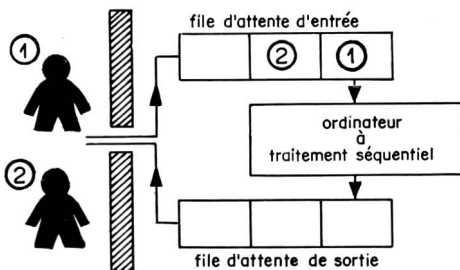 file d'attente d'entrée
①
② ①
ordinateur
à
traitement séquentiel
②
file d'attente de sortie